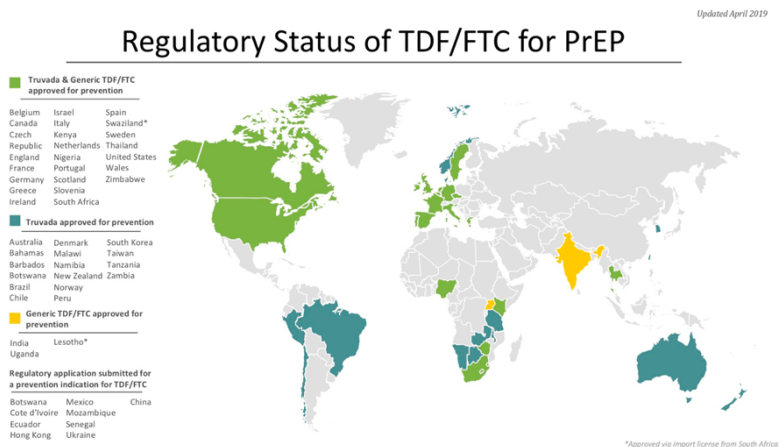 Updated April 2019
Regulatory Status of TDF/FTC for PrEP
Truvada & Generic TDF/FTC
approved for prevention
Belgium Israel Spain
Canada Italy Swaziland*
Czech Kenya Sweden
Republic Netherlands Thailand
England Nigeria United States
France Portugal Wales
Germany Scotland Zimbabwe
Greece Slovenia
Ireland South Africa
Truvada approved for prevention
Australia Denmark South Korea
Bahamas Malawi Taiwan
Barbados Namibia Tanzania
Botswana New Zealand Zambia
Brazil Norway
Chile Peru
Generic TDF/FTC approved for
prevention
India Lesotho*
Uganda
Regulatory application submitted for
a prevention indication for TDF/FTC
Botswana Mexico China
Cote d'Ivoire Mozambique
Ecuador Senegal
Hong Kong Ukraine
*Approved via import license from South Africa.